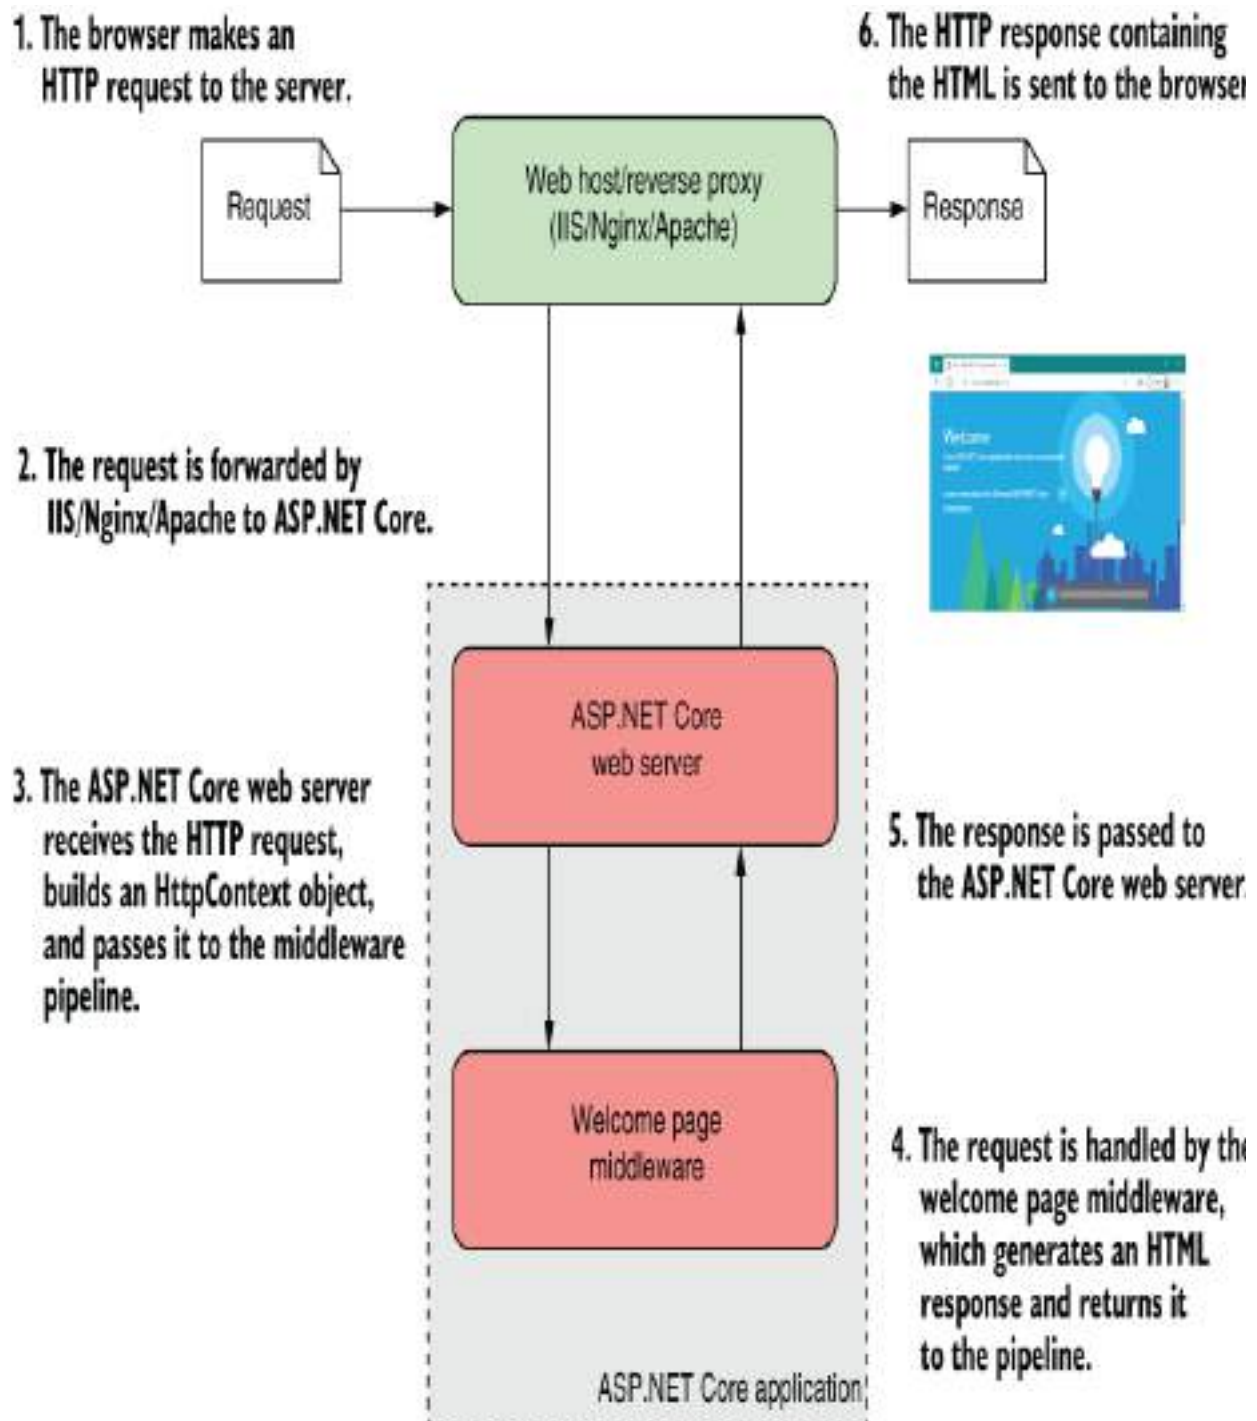 1. The browser makes an
HTTP request to the server.
6. The HTTP response containing
the HTML is sent to the browser
Request
Web host/reverse proxy
(IIS/Nginx/Apache)
Response
Welcome
2. The request is forwarded by
IIS/Nginx/Apache to ASP.NET Core.
ASP.NET Core
web server
3. The ASP.NET Core web server
receives the HTTP request,
builds an HttpContext object,
and passes it to the middleware
pipeline.
5. The response is passed to
the ASP.NET Core web server.
Welcome page
middleware
4. The request is handled by the
welcome page middleware,
which generates an HTML
response and returns it
to the pipeline.
ASP.NET Core application